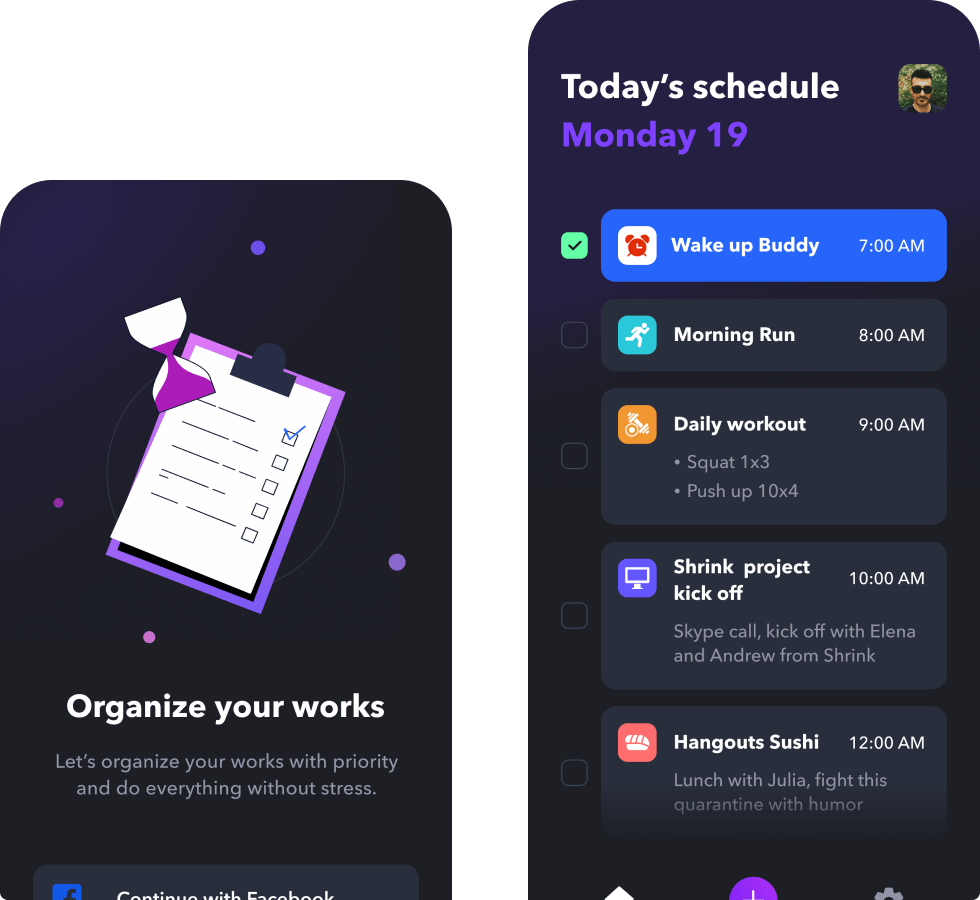 Today’s schedule
Monday 19
Wake up Buddy 7:00 AM
Morning Run 8:00 AM
Daily workout 9:00 AM
• Squat 1x3
• Push up 10x4
Shrink  project
kick off
10:00 AM
Skype call, kick off with Elena
and Andrew from Shrink
Hangouts Sushi 12:00 AM
Lunch with Julia, fight this
quarantine with humor
Organize your works
Let’s organize your works with priority
and do everything without stress.
Continue with Facebook